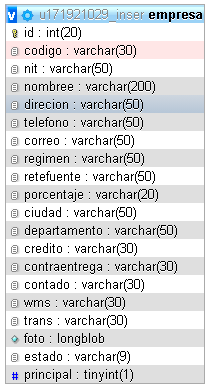 v u171921029_inser empresa
id : int(20)
codigo : varchar(30)
nit : varchar(50)
nombree : varchar(200)
direcion : varchar(50)
telefono : varchar(50)
correo : varchar(50)
regimen : varchar(50)
retefuente : varchar(50)
porcentaje : varchar(20)
ciudad : varchar(50)
departamento : varchar(50)
credito : varchar(30)
contraentrega : varchar(30)
contado : varchar(30)
wms : varchar(30)
trans : varchar(30)
foto : longblob
estado : varchar(9)
# principal : tinyint(1)